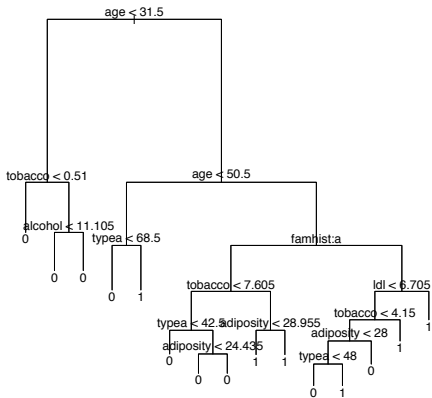 age < 31.5
tobacco < 0.51
age < 50.5
alcohol < 11.105
0
typea < 68.5
famhist:a
0
0
0
1
tobacco < 7.605
ldl < 6.705
typea < 42.5
adiposity < 28.955
tobacco < 4.15
1
adiposity < 24.435
adiposity < 28
1
0
1
1
typea < 48
0
0
0
0
1